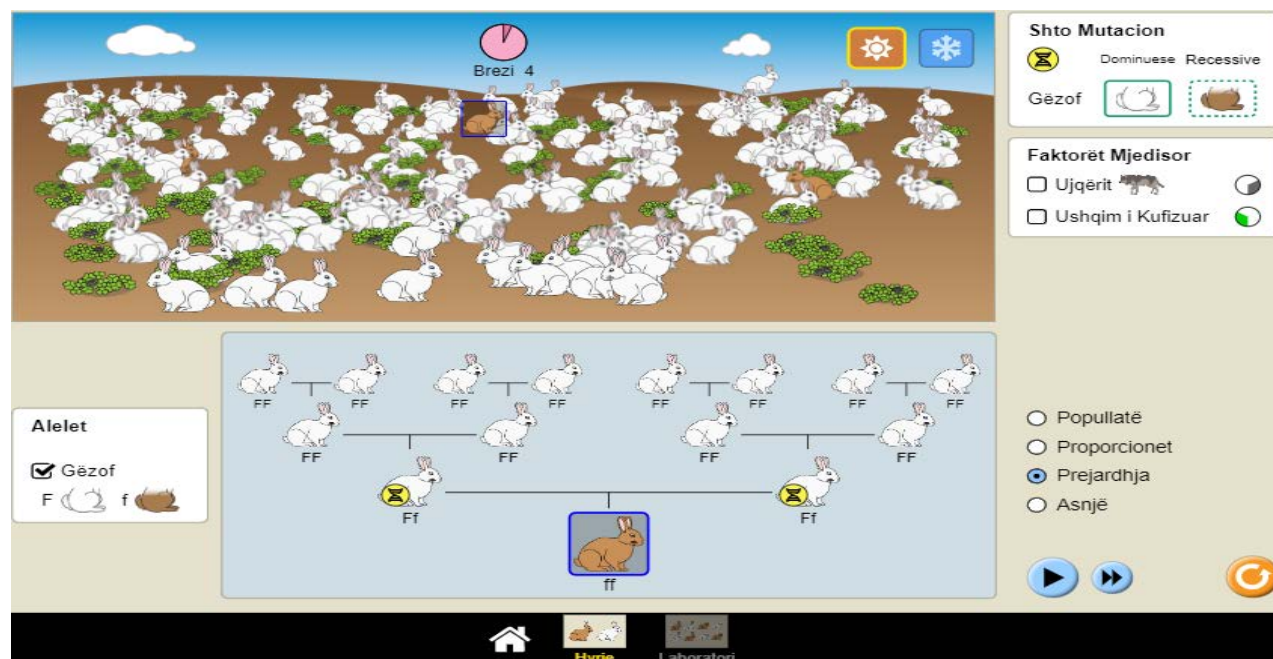 Brezi 4
Shto Mutacion
Dominuese Recessive
Gëzof
Faktorët Mjedisor
Ujqërit
Ushqim i Kufizuar
FF FF FF FF FF FF FF FF
FF FF FF FF
Ff Ff
ff
Alelet
Gëzof
F f
Popullatë
Proporcionet
Prejardhja
Asnjë
Hyrje Laboratori